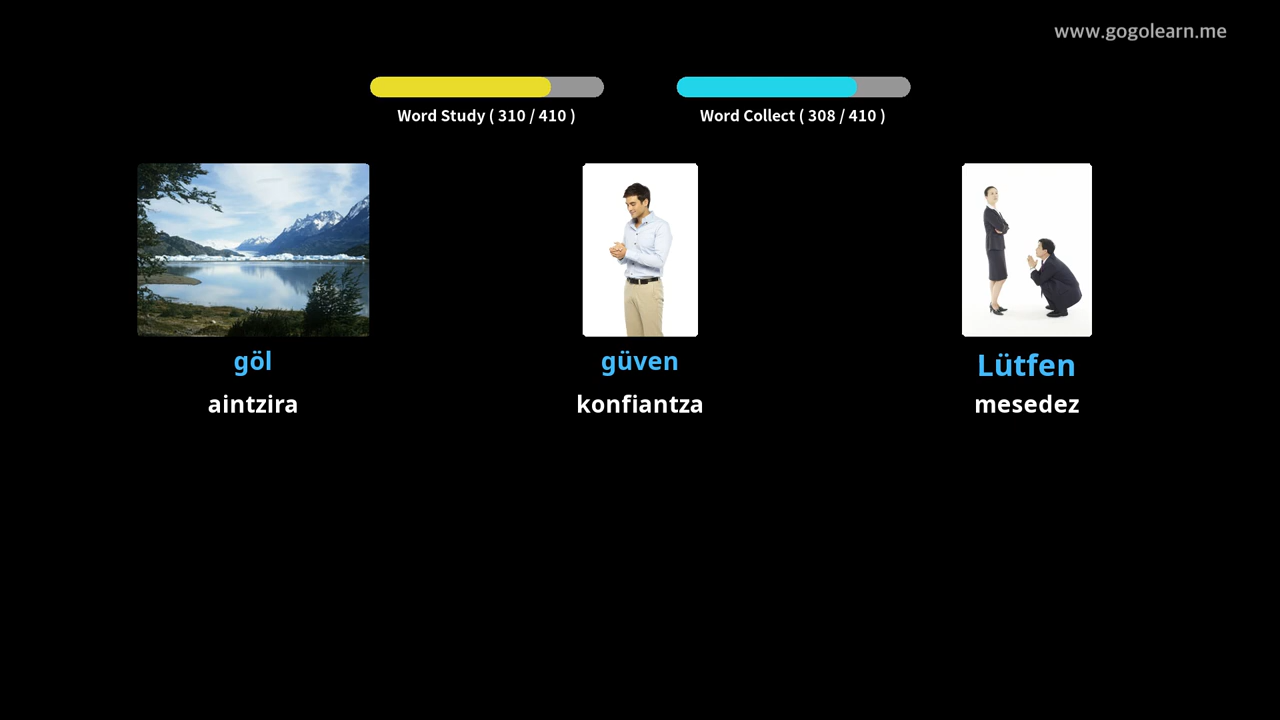 www.gogolearn.me
Word Study ( 310 / 410 )
Word Collect ( 308 / 410 )
göl
güven
Lütfen
aintzira
konfiantza
mesedez